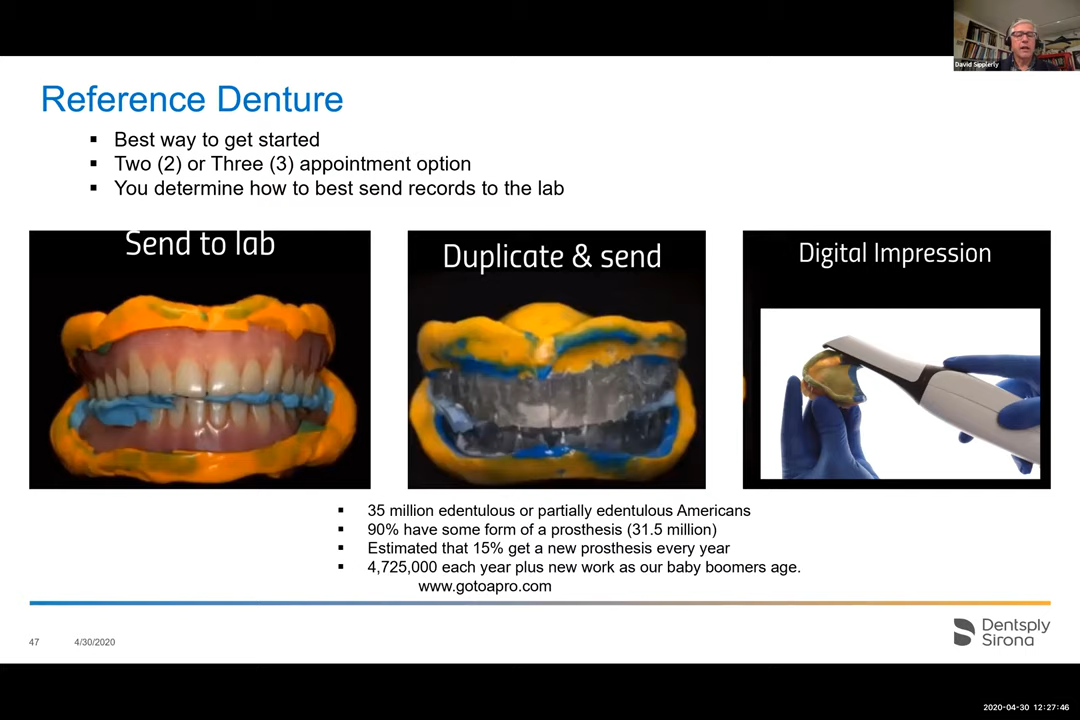 David Sipplerly
Reference Denture
▪ Best way to get started
▪ Two (2) or Three (3) appointment option
▪ You determine how to best send records to the lab
Send to lab
Duplicate & send
Digital Impression
▪ 35 million edentulous or partially edentulous Americans
▪ 90% have some form of a prosthesis (31.5 million)
▪ Estimated that 15% get a new prosthesis every year
▪ 4,725,000 each year plus new work as our baby boomers age.
www.gotoapro.com
47 4/30/2020
Dentsply
Sirona
2020-04-30 12:27:46